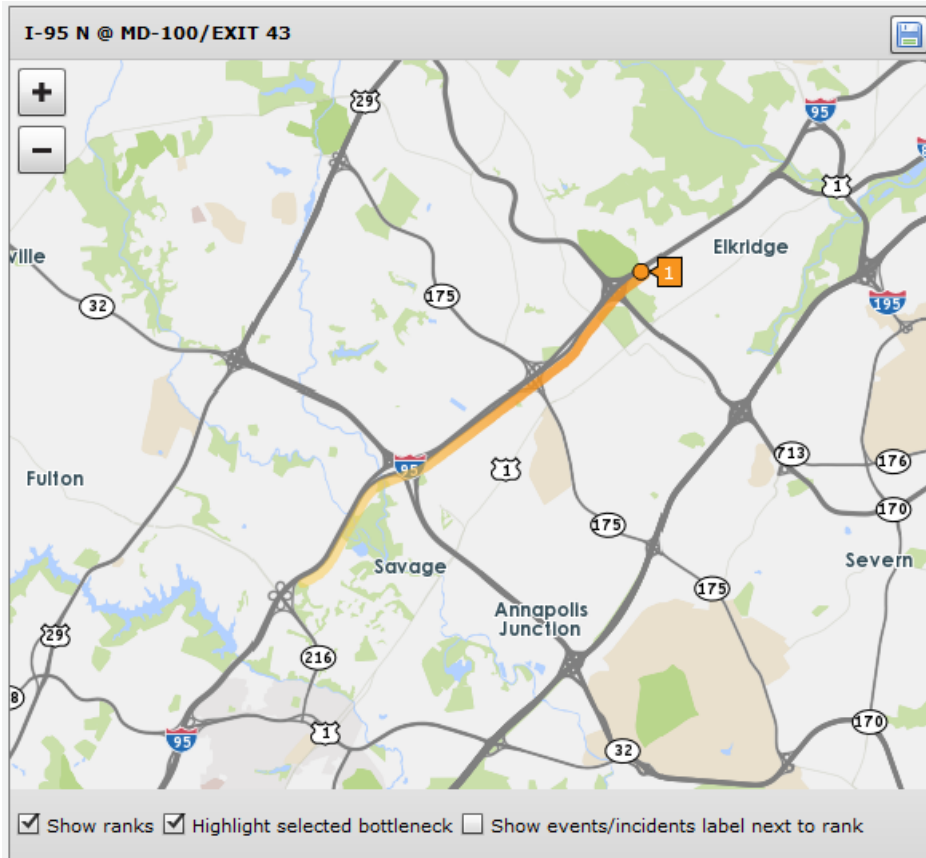 I-95 N @ MD-100/EXIT 43
+
−
29
95
1
ville
Elkridge
1
32
175
195
95
1
713
176
Fulton
170
175
Savage
Severn
175
Annapolis
Junction
29
216
8
1
170
95
32
Show ranks Highlight selected bottleneck Show events/incidents label next to rank